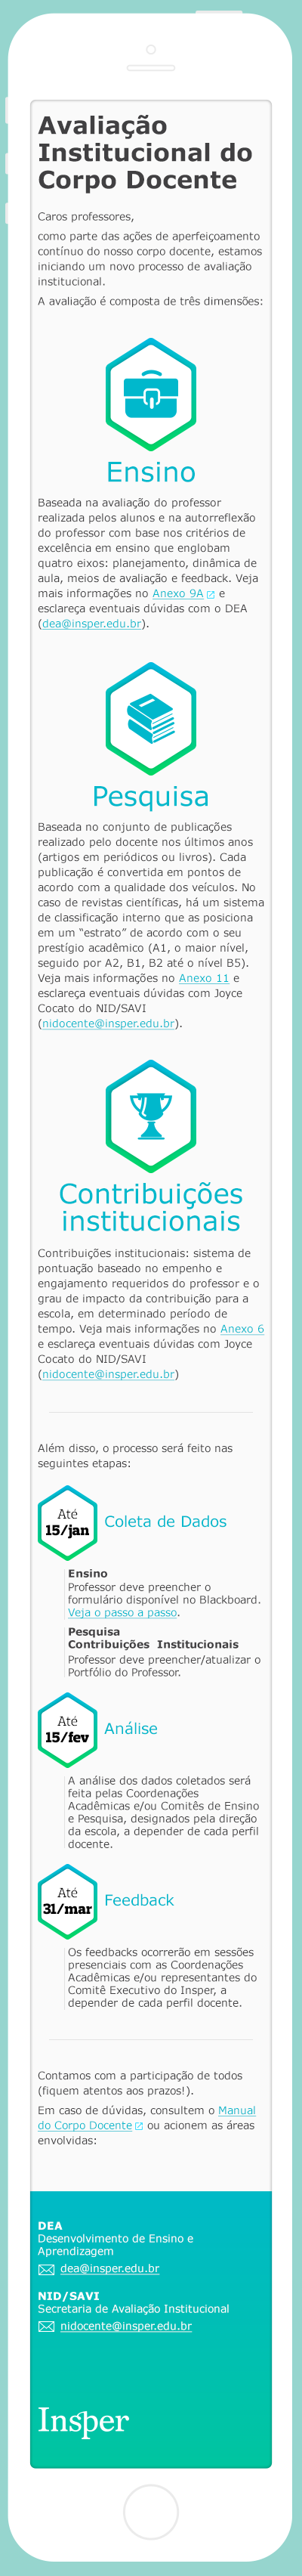 Avaliação
Institucional do
Corpo Docente
Caros professores,
como parte das ações de aperfeiçoamento
contínuo do nosso corpo docente, estamos
iniciando um novo processo de avaliação
institucional.
A avaliação é composta de três dimensões:
Ensino
Baseada na avaliação do professor
realizada pelos alunos e na autorreflexão
do professor com base nos critérios de
excelência em ensino que englobam
quatro eixos: planejamento, dinâmica de
aula, meios de avaliação e feedback. Veja
mais informações no Anexo 9A e
esclareça eventuais dúvidas com o DEA
(dea@insper.edu.br).
Pesquisa
Baseada no conjunto de publicações
realizado pelo docente nos últimos anos
(artigos em periódicos ou livros). Cada
publicação é convertida em pontos de
acordo com a qualidade dos veículos. No
caso de revistas científicas, há um sistema
de classificação interno que as posiciona
em um “estrato” de acordo com o seu
prestígio acadêmico (A1, o maior nível,
seguido por A2, B1, B2 até o nível B5).
Veja mais informações no Anexo 11 e
esclareça eventuais dúvidas com Joyce
Cocato do NID/SAVI
(nidocente@insper.edu.br).
Contribuições
institucionais
Contribuições institucionais: sistema de
pontuação baseado no empenho e
engajamento requeridos do professor e o
grau de impacto da contribuição para a
escola, em determinado período de
tempo. Veja mais informações no Anexo 6
e esclareça eventuais dúvidas com Joyce
Cocato do NID/SAVI
(nidocente@insper.edu.br)
Além disso, o processo será feito nas
seguintes etapas:
Até
15/jan
Coleta de Dados
Ensino
Professor deve preencher o
formulário disponível no Blackboard.
Veja o passo a passo.
Pesquisa
Contribuições Institucionais
Professor deve preencher/atualizar o
Portfólio do Professor.
Até
15/fev
Análise
A análise dos dados coletados será
feita pelas Coordenações
Acadêmicas e/ou Comitês de Ensino
e Pesquisa, designados pela direção
da escola, a depender de cada perfil
docente.
Até
31/mar
Feedback
Os feedbacks ocorrerão em sessões
presenciais com as Coordenações
Acadêmicas e/ou representantes do
Comitê Executivo do Insper, a
depender de cada perfil docente.
Contamos com a participação de todos
(fiquem atentos aos prazos!).
Em caso de dúvidas, consultem o Manual
do Corpo Docente ou acionem as áreas
envolvidas:
DEA
Desenvolvimento de Ensino e
Aprendizagem
dea@insper.edu.br
NID/SAVI
Secretaria de Avaliação Institucional
nidocente@insper.edu.br
Insper